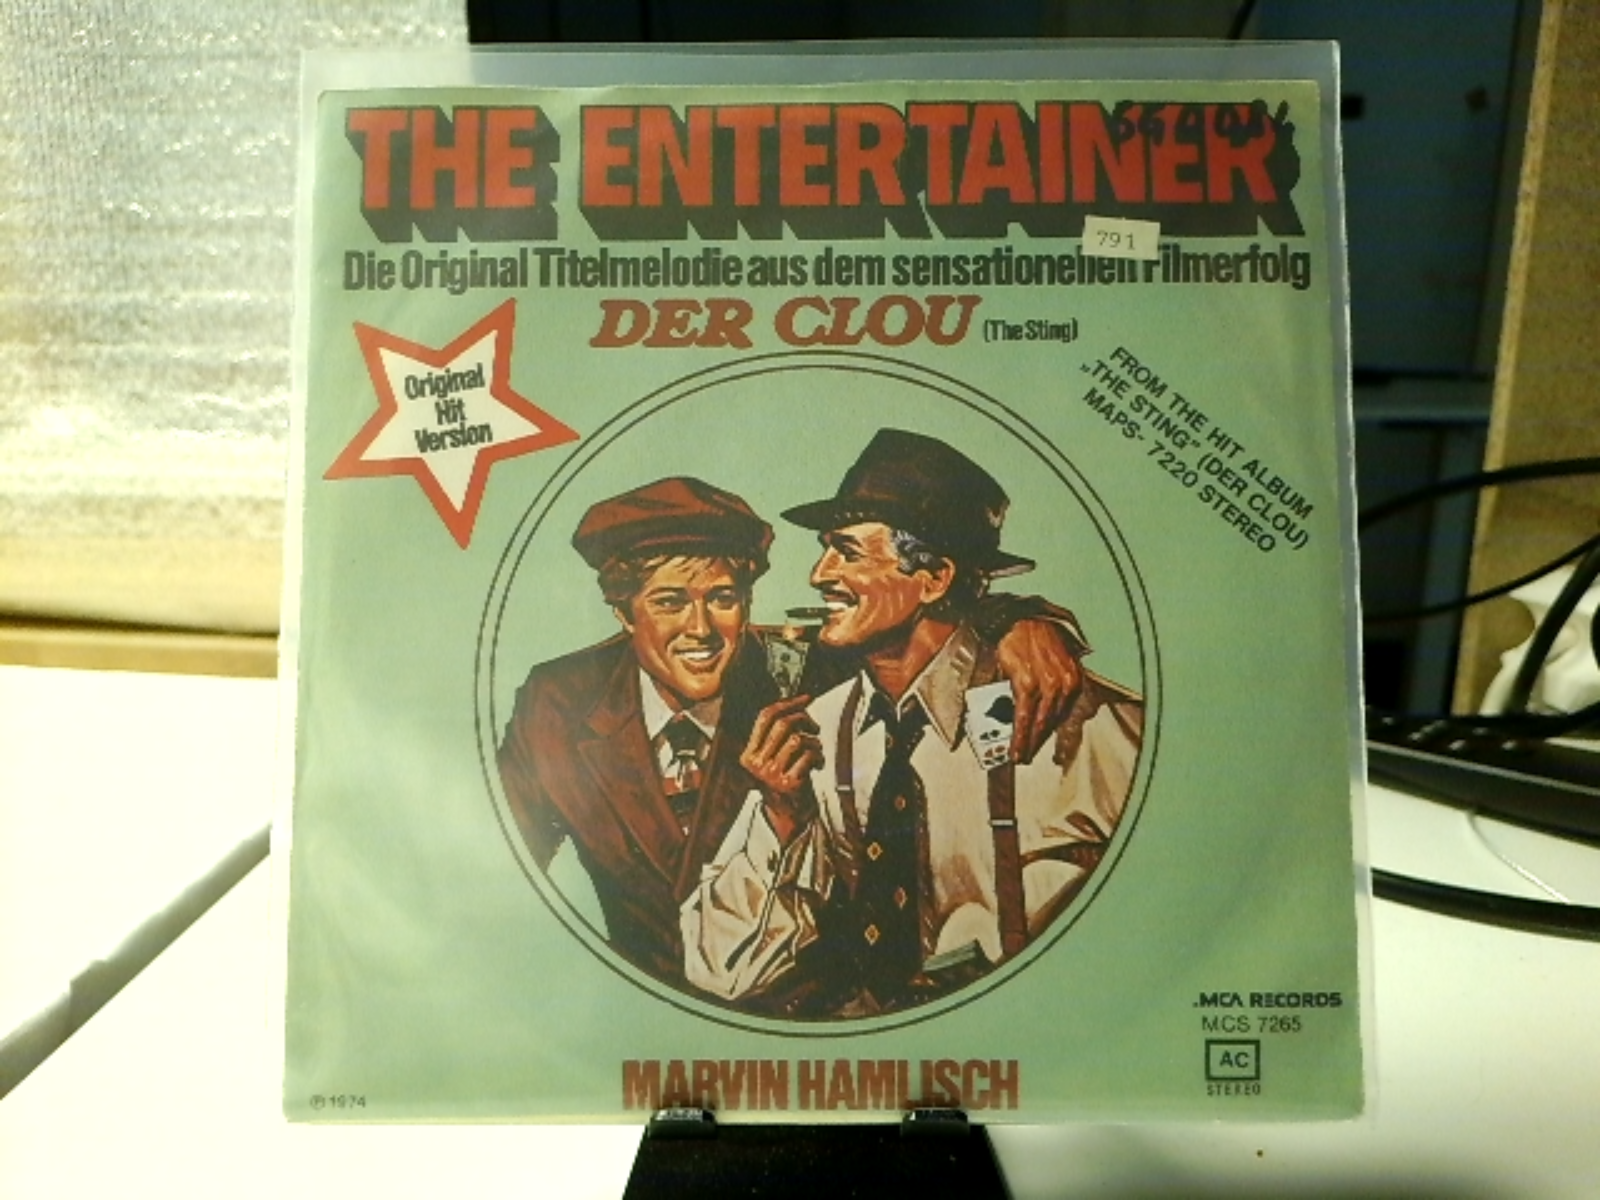 THE ENTERTAINER
791
Die Original Titelmelodie aus dem sensationellen Filmerfolg
DER CLOU (The Sting)
Original
Hit
Version
FROM THE HIT ALBUM
„THE STING” (DER CLOU)
MAPS- 7220 STEREO
MCA RECORDS
MCS 7265
AC
STEREO
MARVIN HAMLISCH
℗ 1974